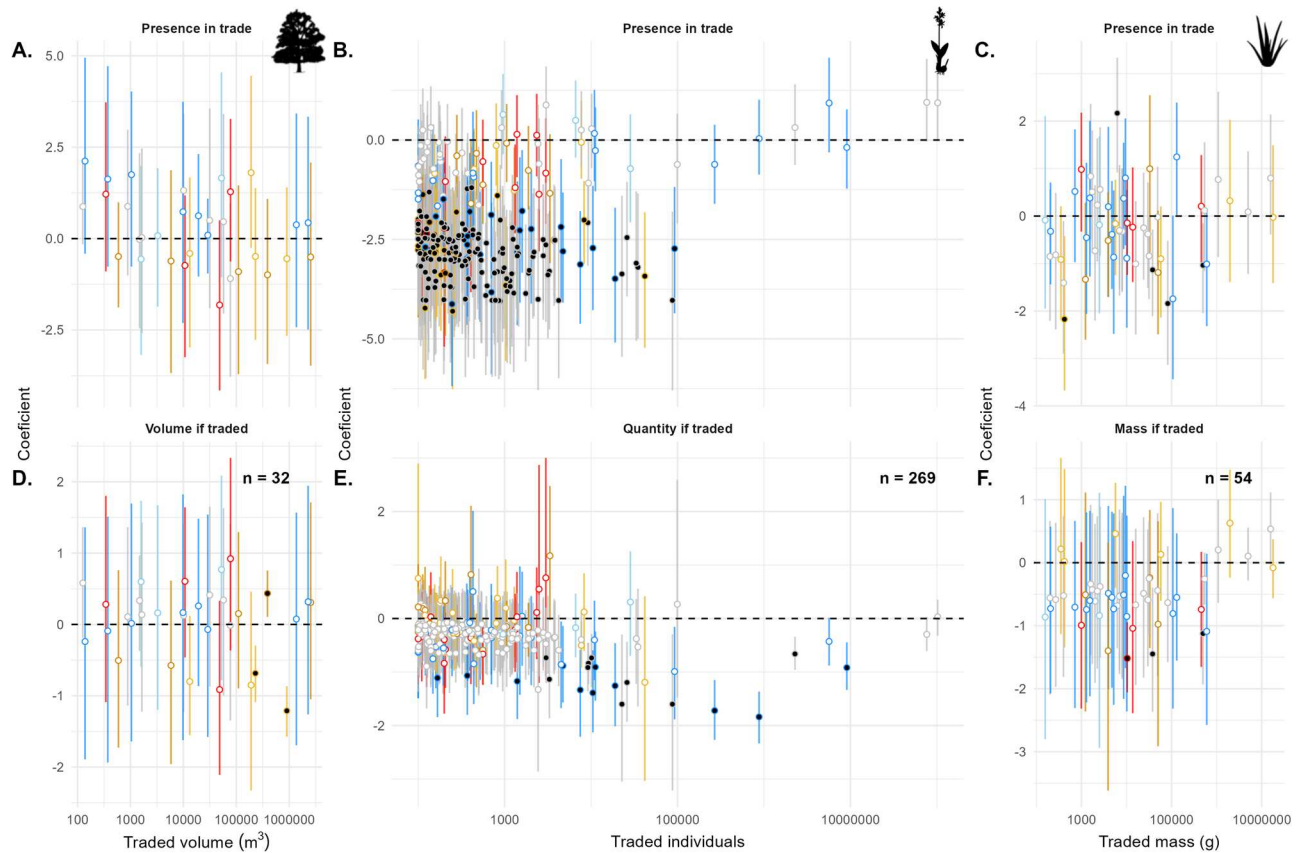 A.
Presence in trade
B.
Presence in trade
C.
Presence in trade
5.0
2.5
0.0
-2.5
0.0
-2.5
-5.0
2
0
-2
-4
Coeficient
Coeficient
Coeficient
D.
Volume if traded
n = 32
E.
Quantity if traded
n = 269
F.
Mass if traded
n = 54
2
1
0
-1
-2
2
0
-2
1
0
-1
-2
-3
100 1000 10000 100000 1000000
1000 100000 10000000
1000 100000 10000000
Traded volume (m³)
Traded individuals
Traded mass (g)